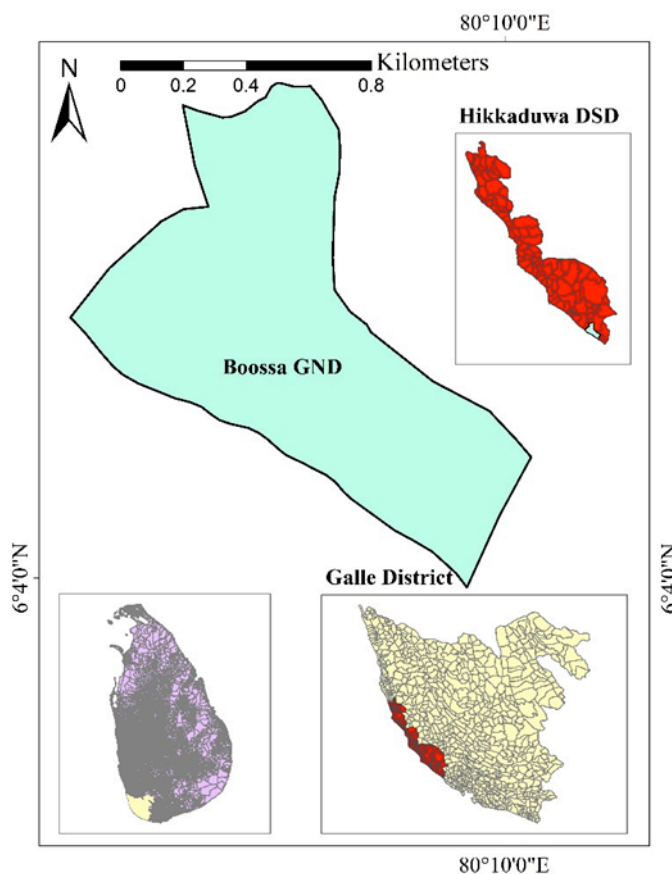 80°10'0"E
N
Kilometers
0 0.2 0.4 0.8
Hikkaduwa DSD
Boossa GND
6°4'0"N
6°4'0"N
Galle District
80°10'0"E